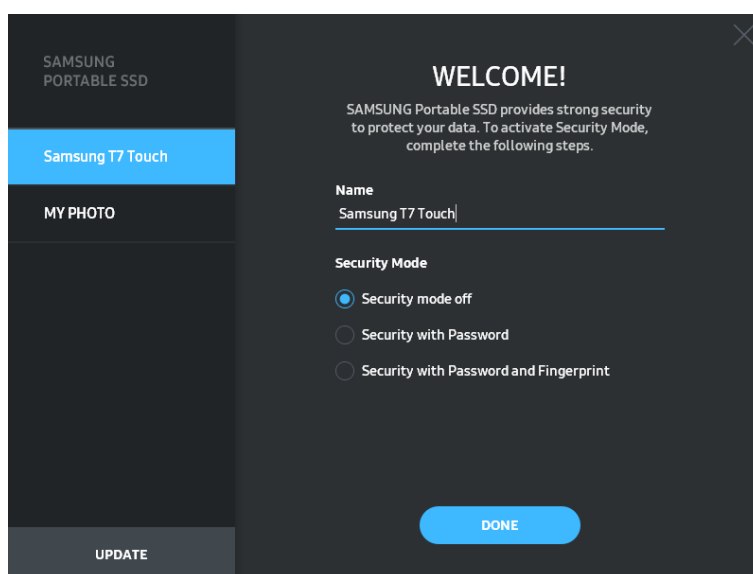 SAMSUNG
PORTABLE SSD
Samsung T7 Touch
MY PHOTO
UPDATE
WELCOME!
SAMSUNG Portable SSD provides strong security
to protect your data. To activate Security Mode,
complete the following steps.
Name
Samsung T7 Touch
Security Mode
Security mode off
Security with Password
Security with Password and Fingerprint
DONE